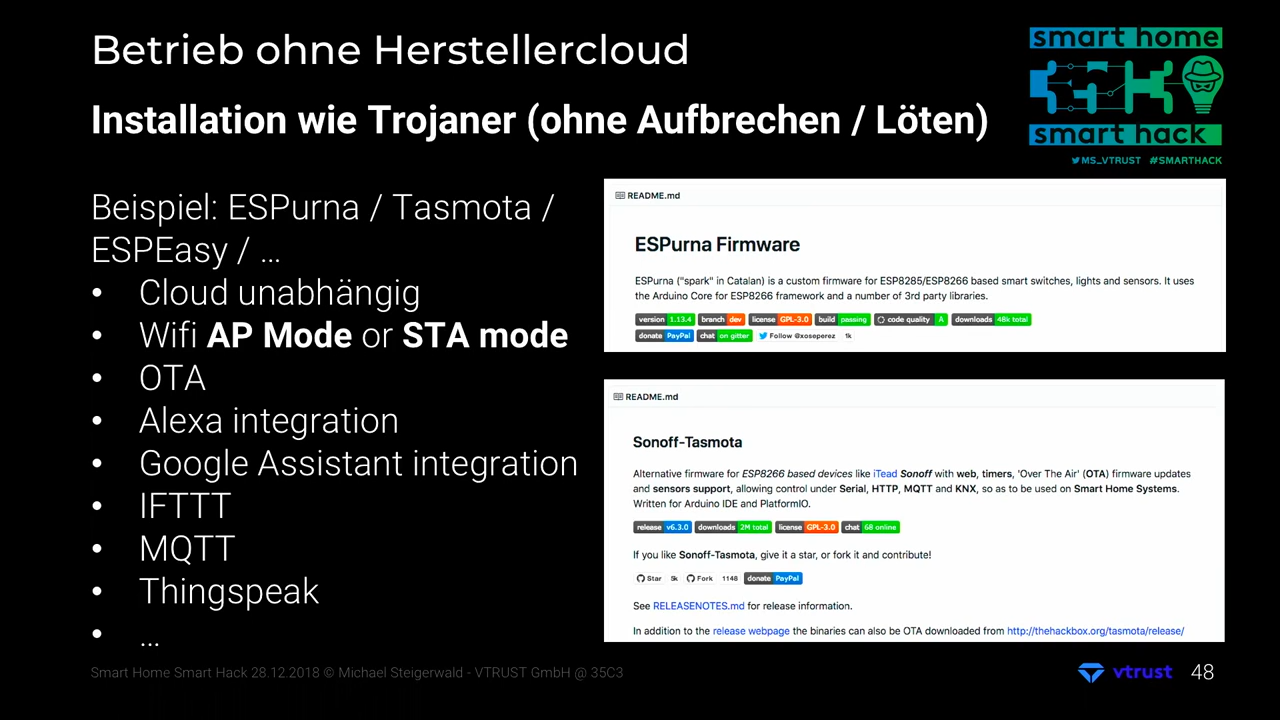 Betrieb ohne Herstellercloud
Installation wie Trojaner (ohne Aufbrechen / Löten)
smart home
smart hack
MS_VTRUST #SMARTHACK
Beispiel: ESPurna / Tasmota /
ESPEasy / ...
• Cloud unabhängig
• Wifi AP Mode or STA mode
• OTA
• Alexa integration
• Google Assistant integration
• IFTTT
• MQTT
• Thingspeak
• ...
README.md
ESPurna Firmware
ESPurna ("spark" in Catalan) is a custom firmware for ESP8285/ESP8266 based smart switches, lights and sensors. It uses
the Arduino Core for ESP8266 framework and a number of 3rd party libraries.
version 1.13.4 branch dev license GPL-3.0 build passing code quality A downloads 48k total
donate PayPal chat on gitter Follow @xoseperez 1k
README.md
Sonoff-Tasmota
Alternative firmware for ESP8266 based devices like iTead Sonoff with web, timers, 'Over The Air' (OTA) firmware updates
and sensors support, allowing control under Serial, HTTP, MQTT and KNX, so as to be used on Smart Home Systems.
Written for Arduino IDE and PlatformIO.
release v6.3.0 downloads 2M total license GPL-3.0 chat 68 online
If you like Sonoff-Tasmota, give it a star, or fork it and contribute!
Star 5k Fork 1148 donate PayPal
See RELEASENOTES.md for release information.
In addition to the release webpage the binaries can also be OTA downloaded from http://thehackbox.org/tasmota/release/
Smart Home Smart Hack 28.12.2018 © Michael Steigerwald - VTRUST GmbH @ 35C3
vtrust 48